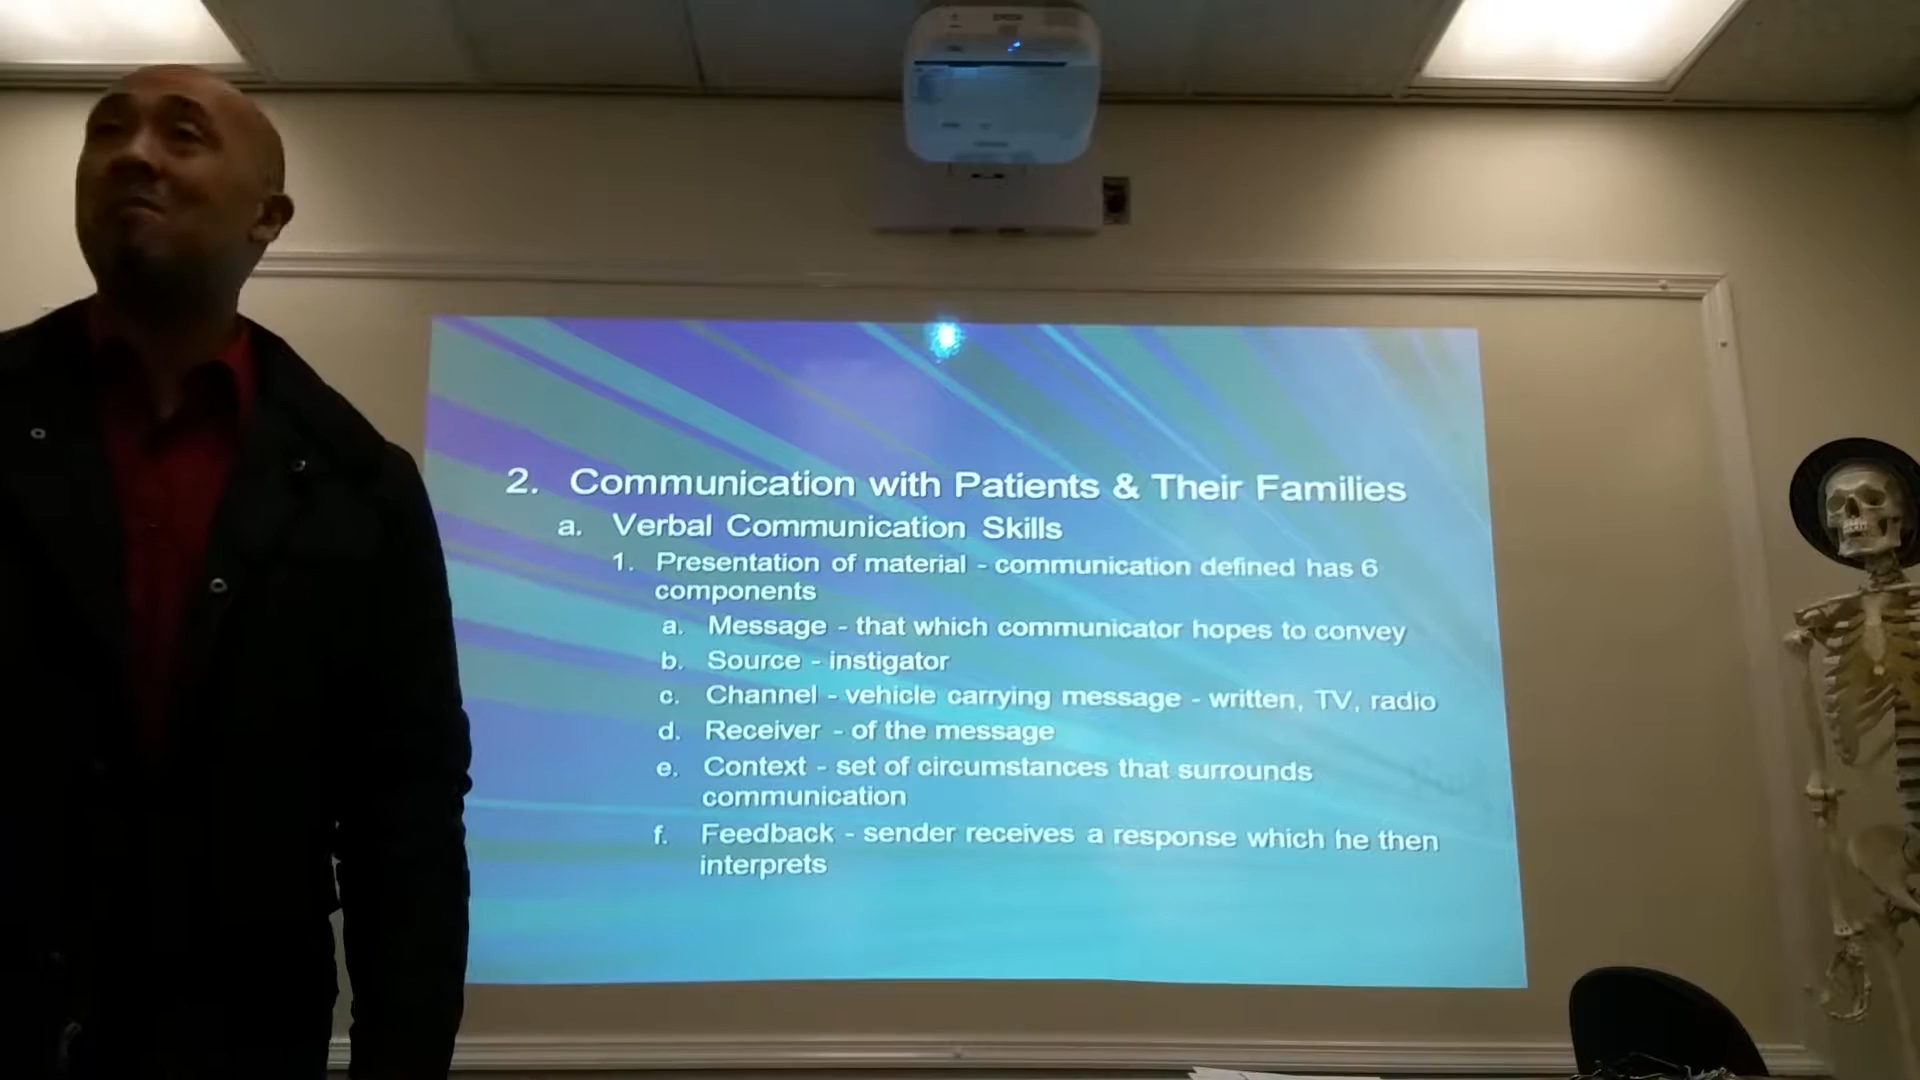 EPSON
2. Communication with Patients & Their Families
a. Verbal Communication Skills
1. Presentation of material - communication defined has 6
components
a. Message - that which communicator hopes to convey
b. Source - instigator
c. Channel - vehicle carrying message - written, TV, radio
d. Receiver - of the message
e. Context - set of circumstances that surrounds
communication
f. Feedback - sender receives a response which he then
interprets